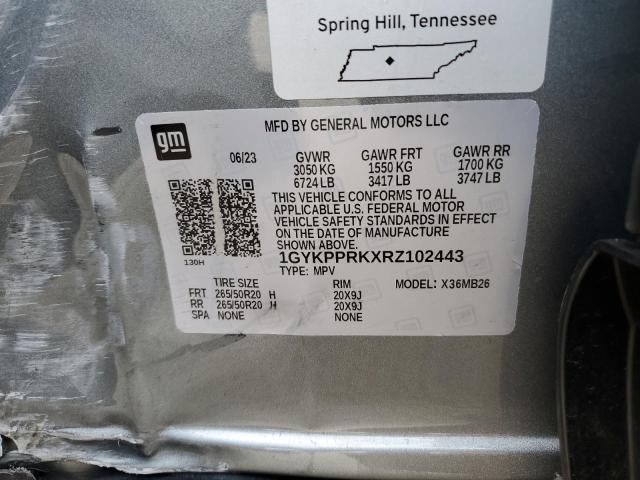 Spring Hill, Tennessee
gm
MFD BY GENERAL MOTORS LLC
06/23 GVWR GAWR FRT GAWR RR
3050 KG 1550 KG 1700 KG
6724 LB 3417 LB 3747 LB
THIS VEHICLE CONFORMS TO ALL
APPLICABLE U.S. FEDERAL MOTOR
VEHICLE SAFETY STANDARDS IN EFFECT
ON THE DATE OF MANUFACTURE
SHOWN ABOVE.
1GYKPPRKXRZ102443
130H
TYPE: MPV
TIRE SIZE RIM MODEL: X36MB26
FRT 265/50R20 H 20X9J
RR 265/50R20 H 20X9J
SPA NONE NONE